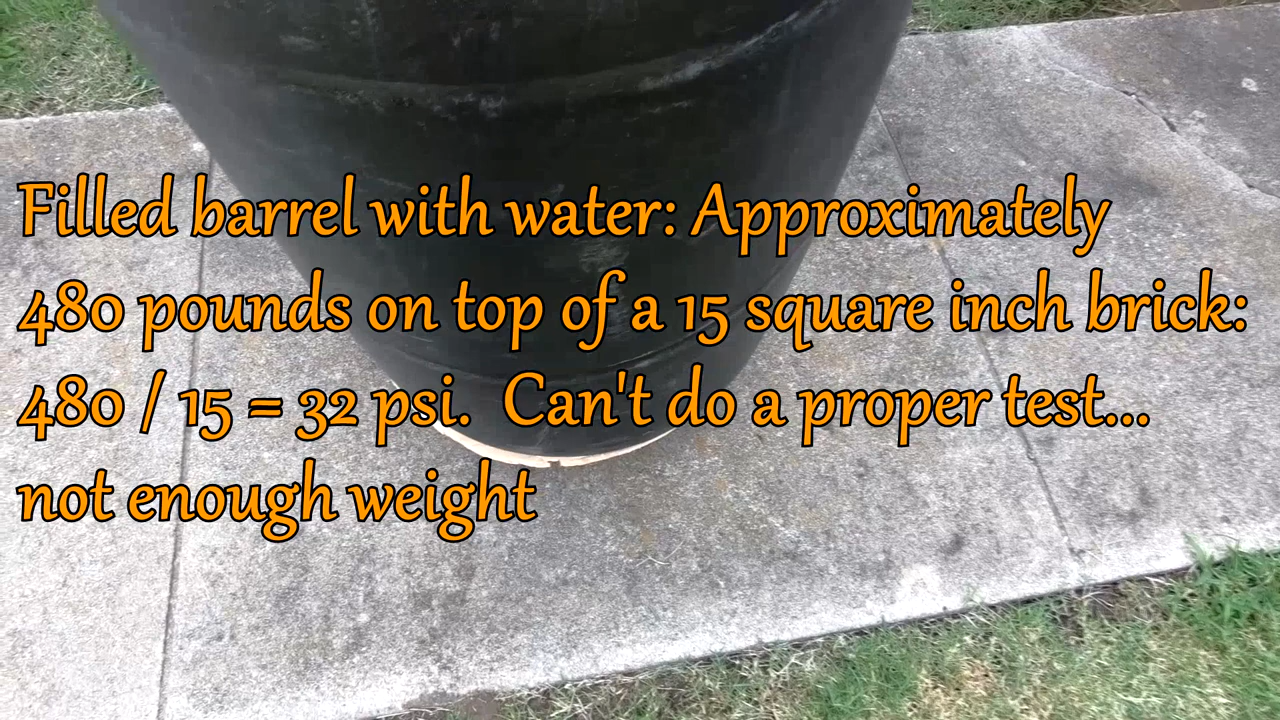 Filled barrel with water: Approximately
480 pounds on top of a 15 square inch brick:
480 / 15 = 32 psi.  Can't do a proper test...
not enough weight